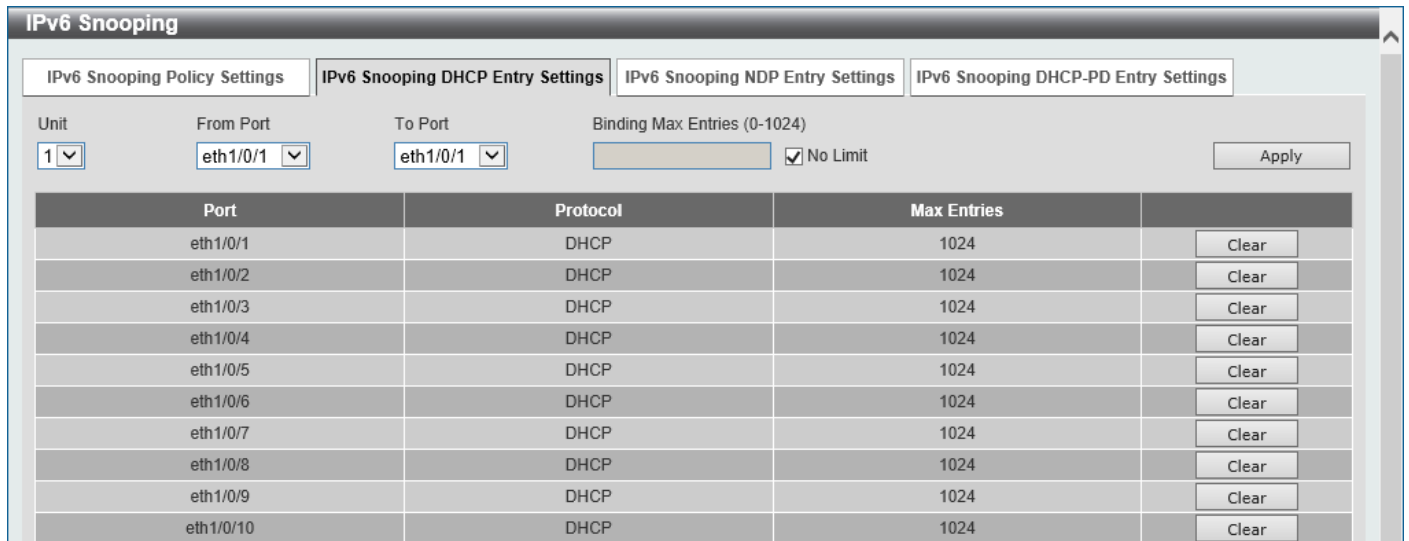 IPv6 Snooping
IPv6 Snooping Policy Settings IPv6 Snooping DHCP Entry Settings IPv6 Snooping NDP Entry Settings IPv6 Snooping DHCP-PD Entry Settings
Unit From Port To Port Binding Max Entries (0-1024)
1 eth1/0/1 eth1/0/1 No Limit Apply
Port Protocol Max Entries
eth1/0/1 DHCP 1024 Clear
eth1/0/2 DHCP 1024 Clear
eth1/0/3 DHCP 1024 Clear
eth1/0/4 DHCP 1024 Clear
eth1/0/5 DHCP 1024 Clear
eth1/0/6 DHCP 1024 Clear
eth1/0/7 DHCP 1024 Clear
eth1/0/8 DHCP 1024 Clear
eth1/0/9 DHCP 1024 Clear
eth1/0/10 DHCP 1024 Clear